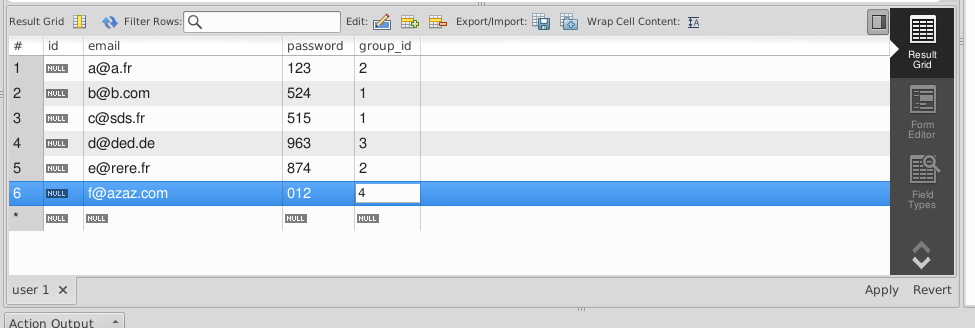 Result Grid Filter Rows: Edit: Export/Import: Wrap Cell Content: IA
# id email password group_id
1 NULL a@a.fr 123 2
2 NULL b@b.com 524 1
3 NULL c@sds.fr 515 1
4 NULL d@ded.de 963 3
5 NULL e@rere.fr 874 2
6 NULL f@azaz.com 012 4
* NULL NULL NULL NULL
Result
Grid
Form
Editor
Field
Types
user 1 × Apply Revert
Action Output